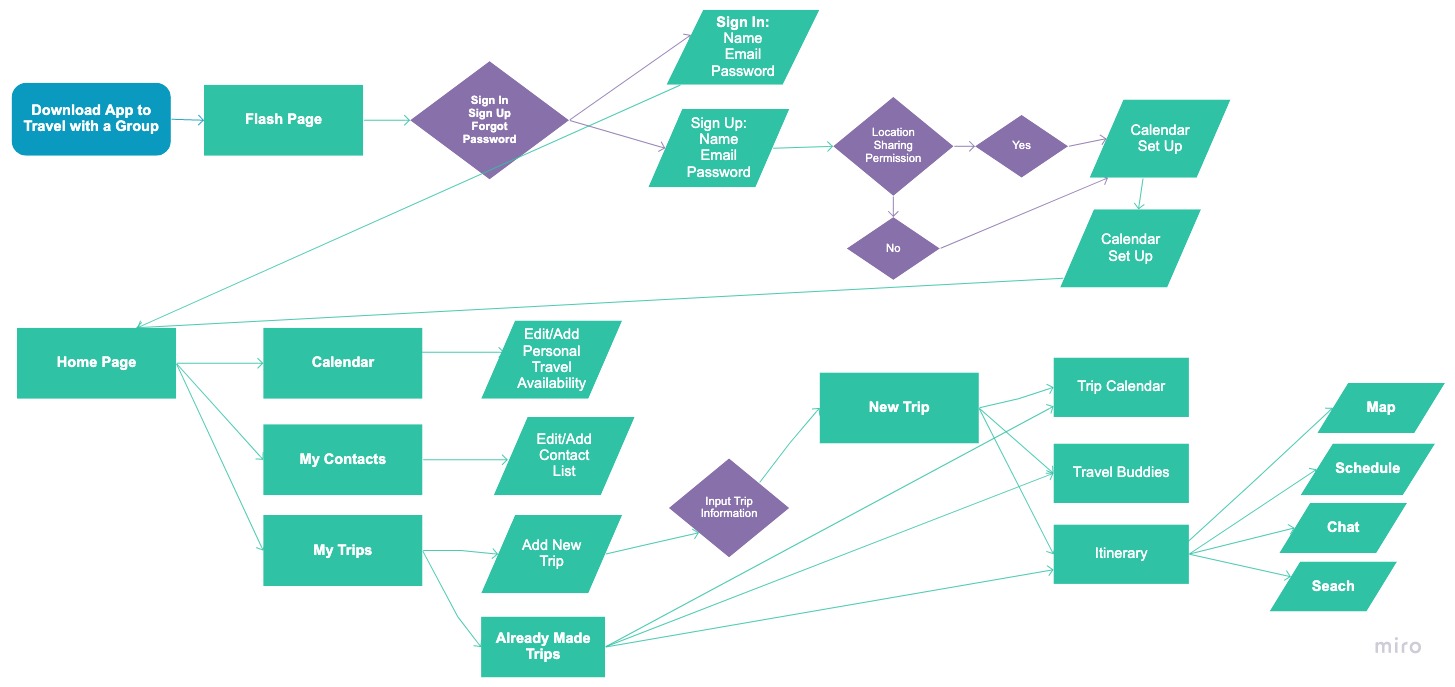 Sign In:
Name
Email
Password
Download App to
Travel with a Group
Flash Page
Sign In
Sign Up
Forgot
Password
Sign Up:
Name
Email
Password
Location
Sharing
Permission
Yes
Calendar
Set Up
No
Calendar
Set Up
Home Page
Calendar
Edit/Add
Personal
Travel
Availability
My Contacts
Edit/Add
Contact
List
My Trips
Add New
Trip
Already Made
Trips
Input Trip
Information
New Trip
Trip Calendar
Travel Buddies
Itinerary
Map
Schedule
Chat
Seach
miro